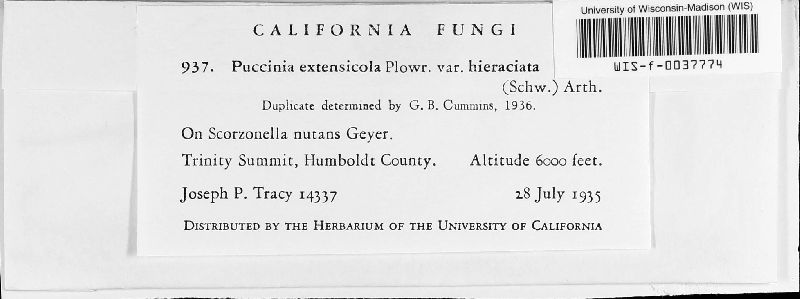 University of Wisconsin-Madison (WIS)
WIS-f-0037774
CALIFORNIA FUNGI
937. Puccinia extensicola Plowr. var. hieraciata
(Schw.) Arth.
Duplicate determined by G. B. Cummins, 1936.
On Scorzonella nutans Geyer.
Trinity Summit, Humboldt County. Altitude 6000 feet.
Joseph P. Tracy 14337 28 July 1935
Distributed by the Herbarium of the University of California